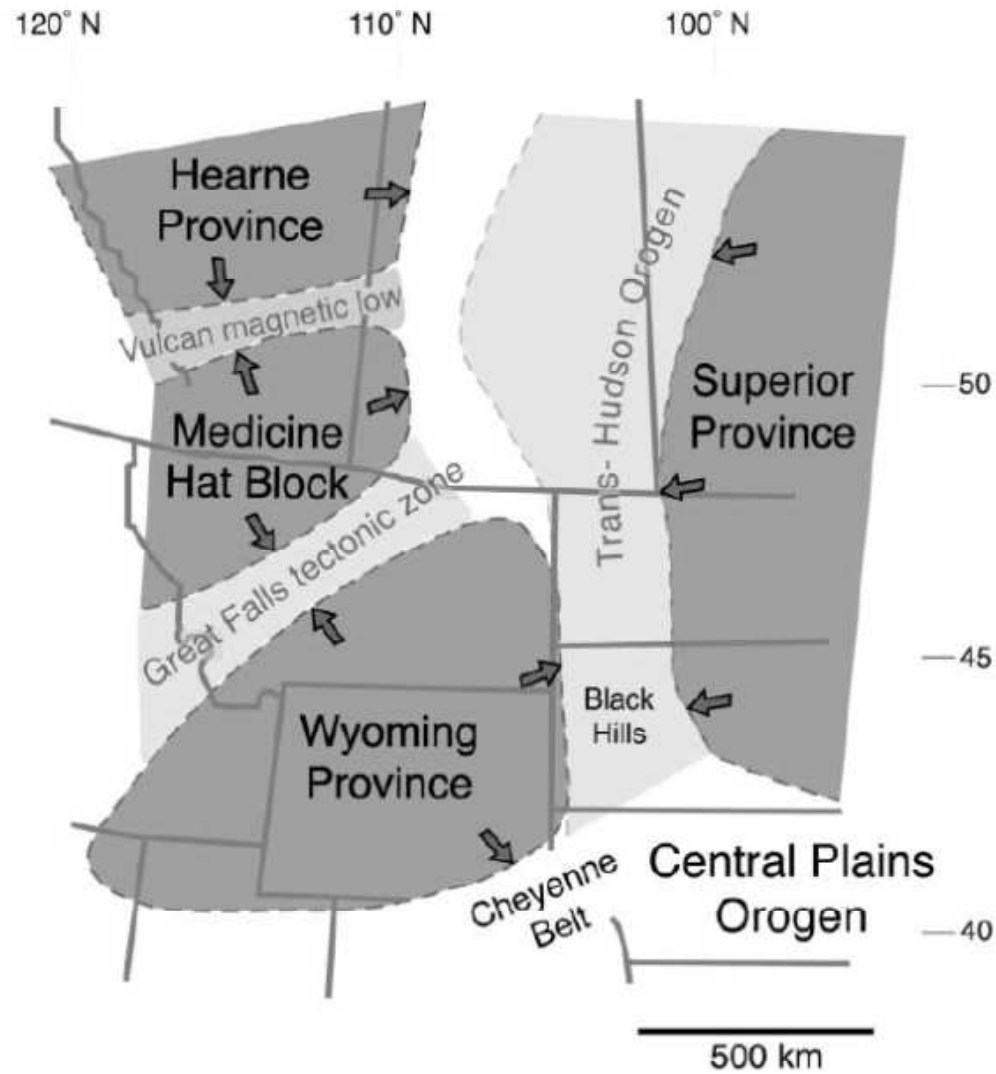 120° N 110° N 100° N
Hearne
Province
Vulcan magnetic low
Trans- Hudson Orogen
Superior
Province
50
Medicine
Hat Block
Great Falls tectonic zone
45
Black
Hills
Wyoming
Province
Cheyenne
Belt
Central Plains
Orogen
40
500 km